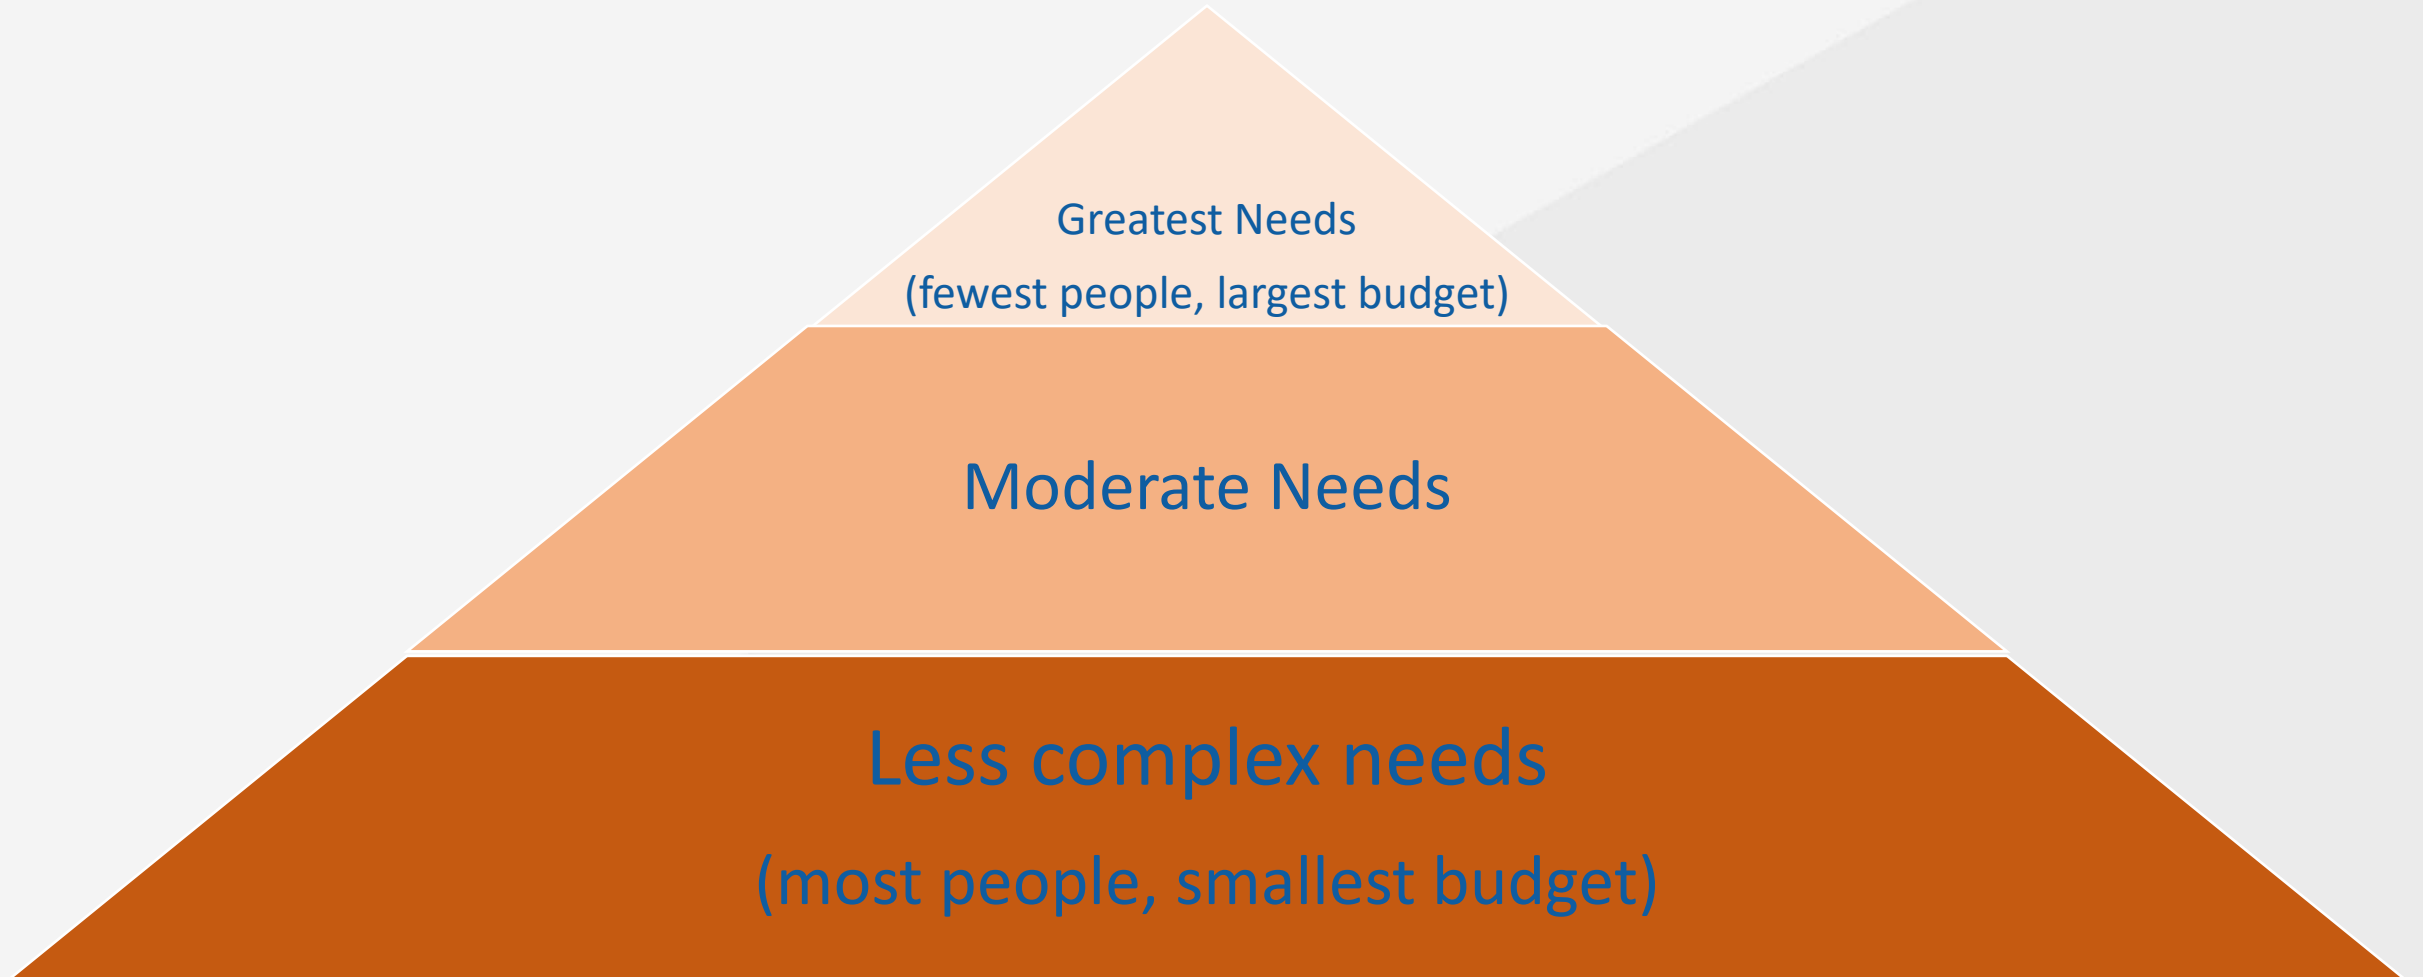 Greatest Needs
(fewest people, largest budget)
Moderate Needs
Less complex needs
(most people, smallest budget)